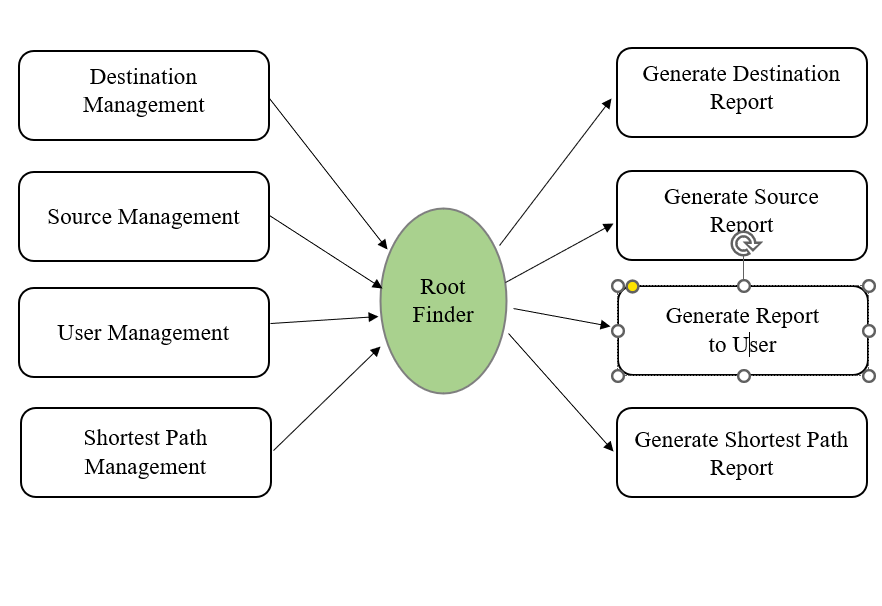 Destination
Management
Source Management
User Management
Shortest Path
Management
Root
Finder
Generate Destination
Report
Generate Source
Report
Generate Report
to User
Generate Shortest Path
Report